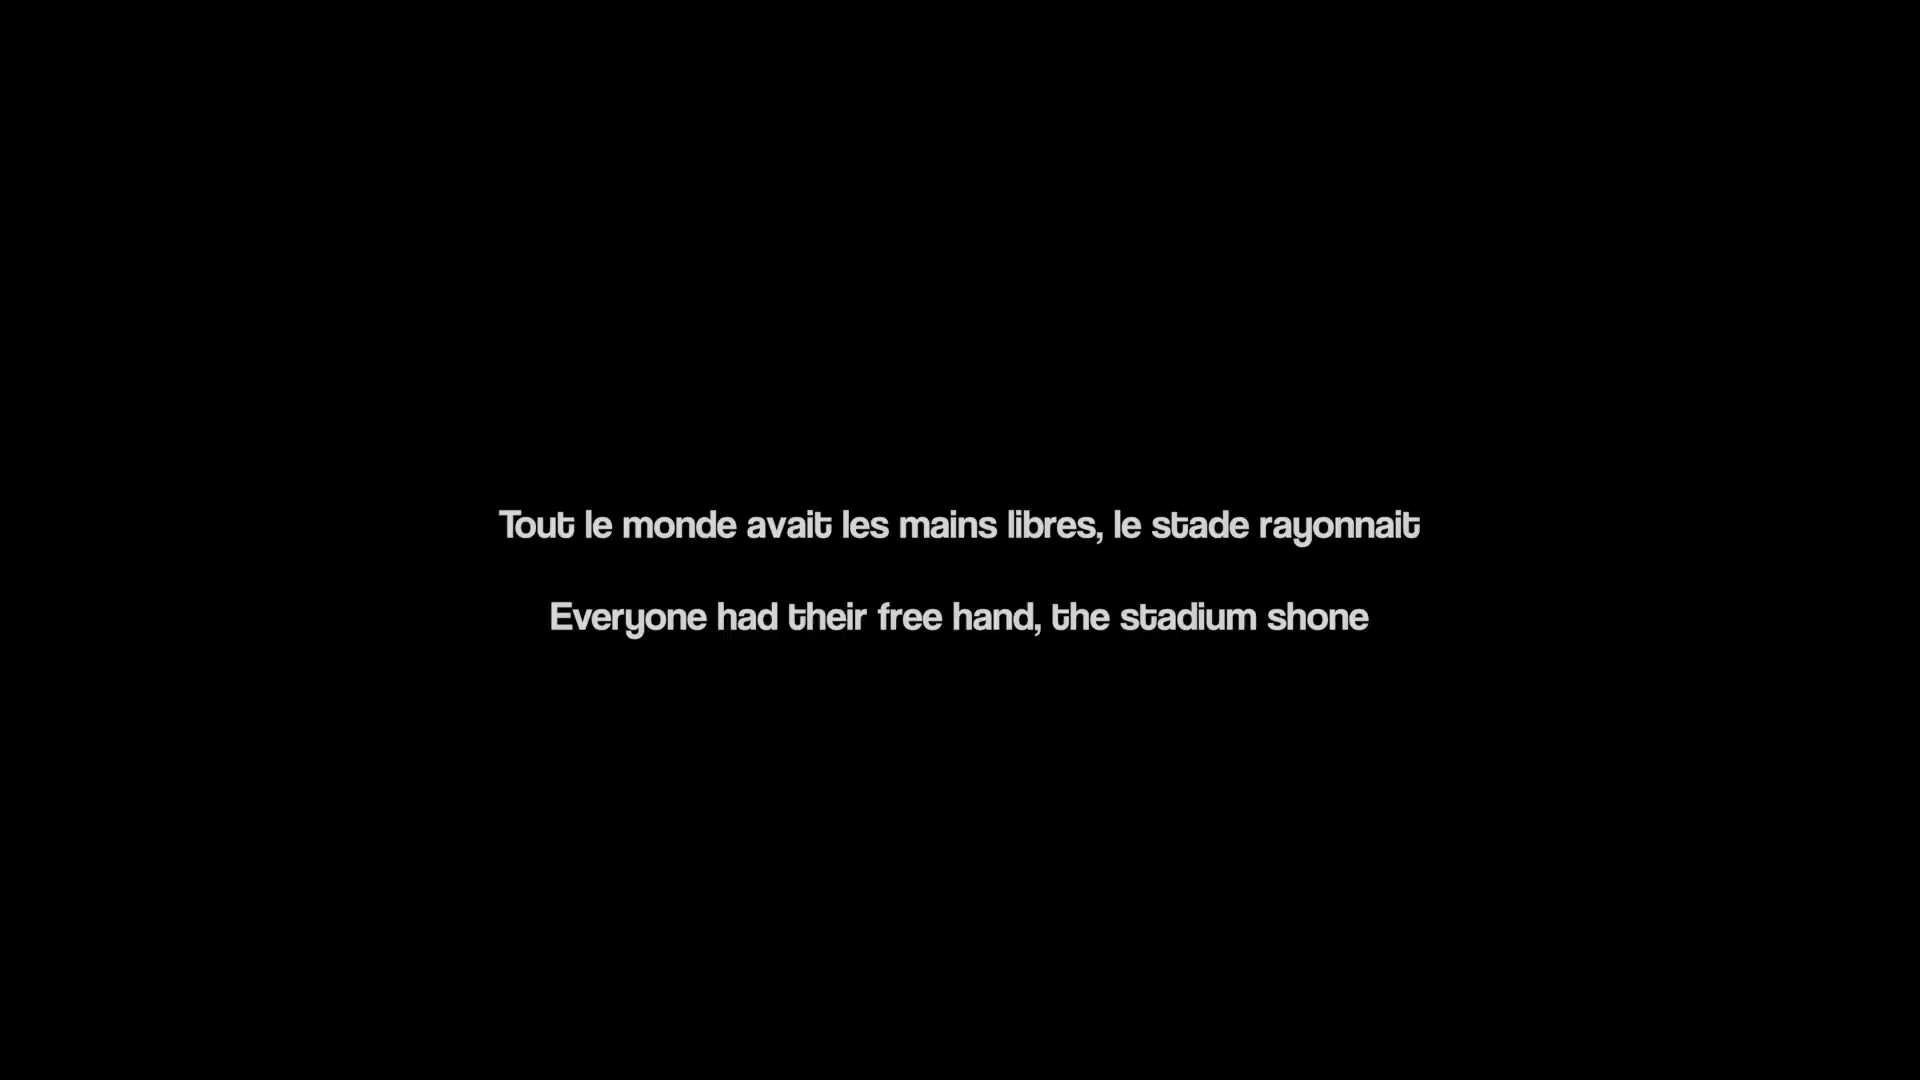 Tout le monde avait les mains libres, le stade rayonnait
Everyone had their free hand, the stadium shone